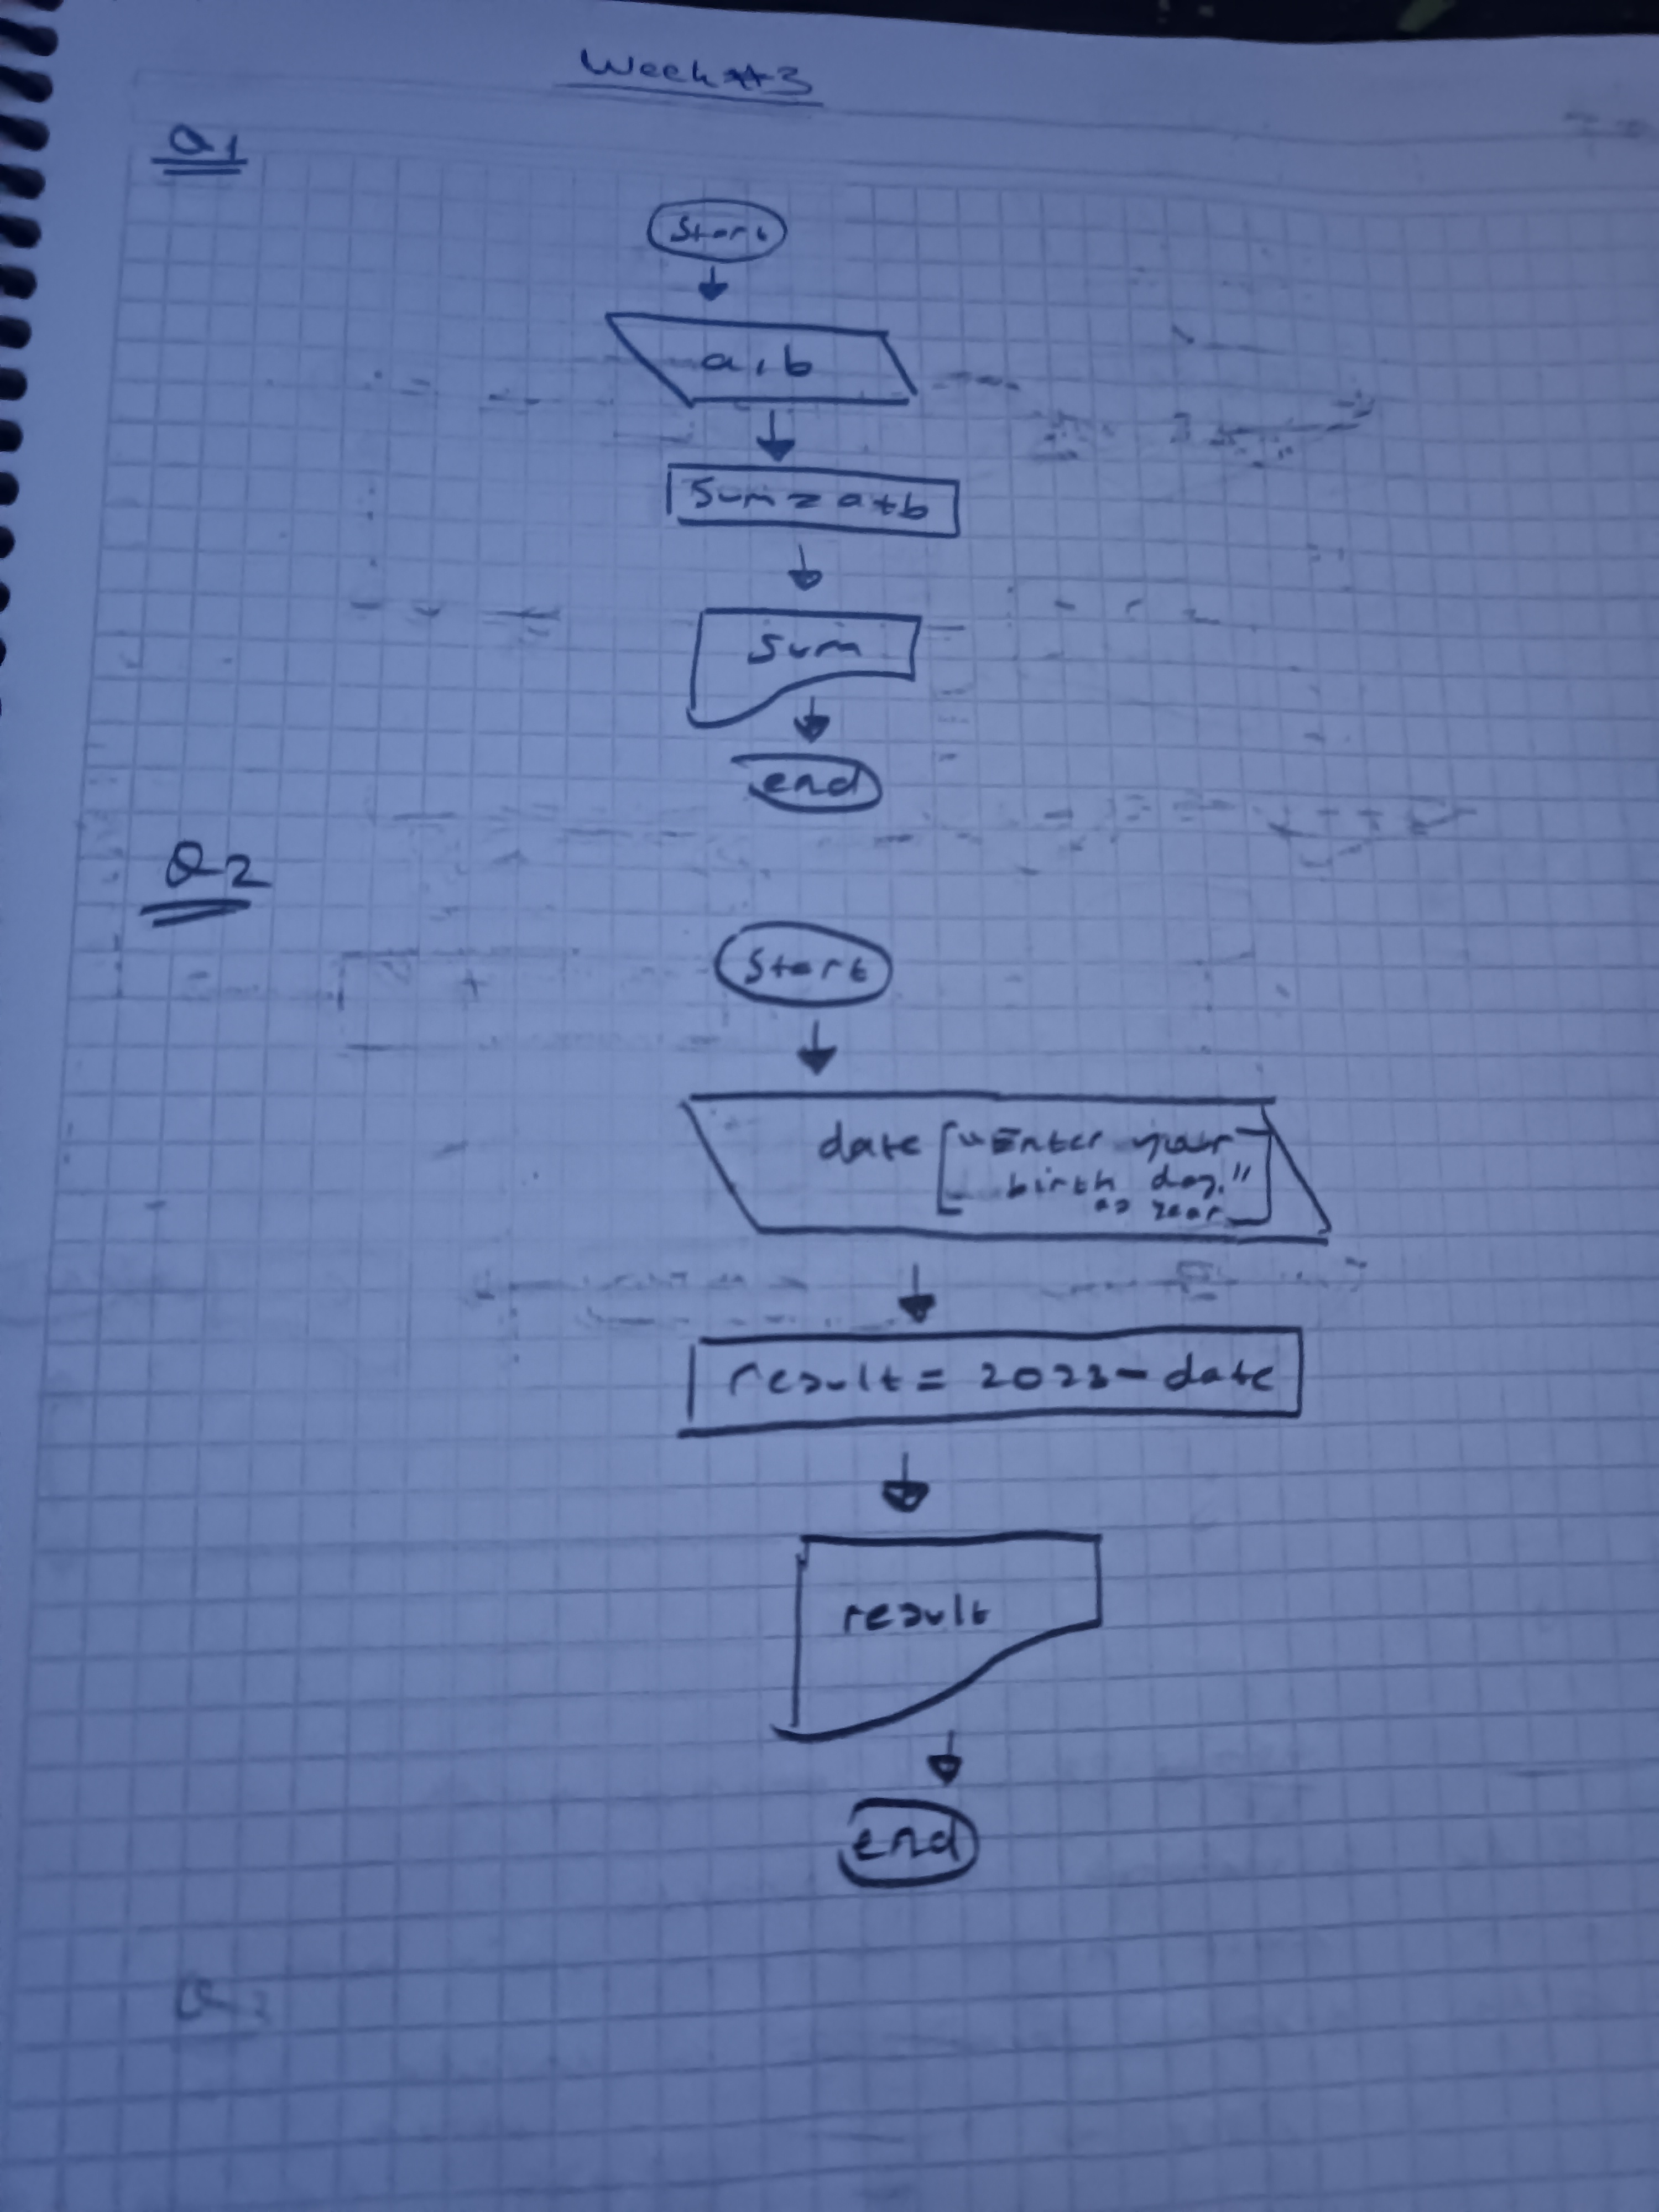 Week #3
Q1
Start
a, b
Sum = a+b
Sum
end
Q2
Start
date ["Enter your
birth day."
as year]
result = 2023 - date
result
end
Q